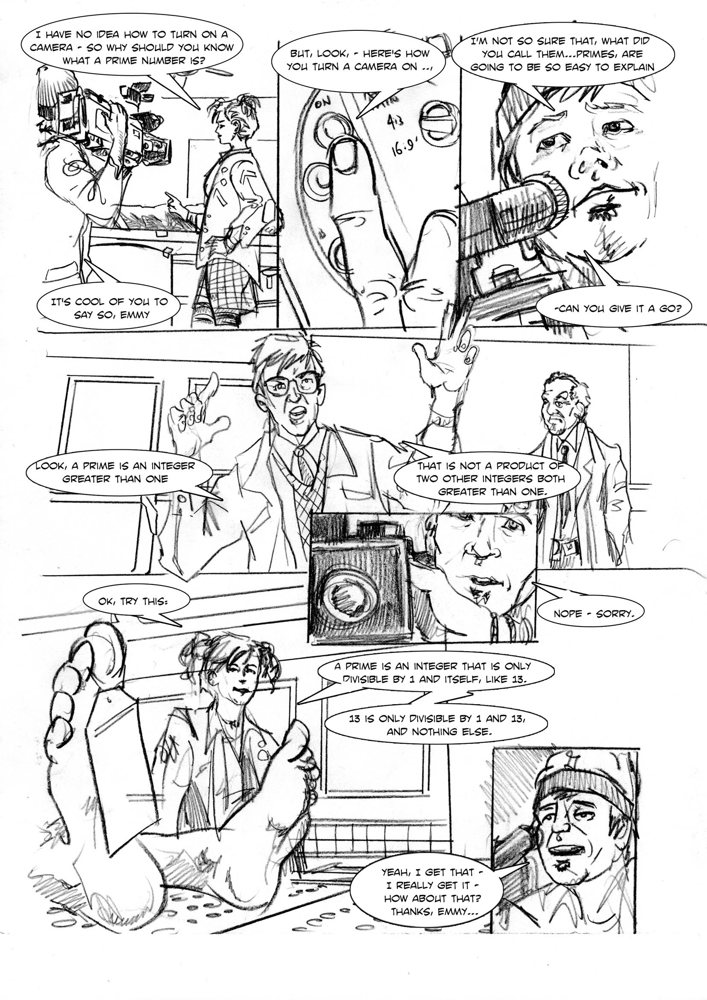 I HAVE NO IDEA HOW TO TURN ON A
CAMERA - SO WHY SHOULD YOU KNOW
WHAT A PRIME NUMBER IS?
IT'S COOL OF YOU TO
SAY SO, EMMY
BUT, LOOK, - HERE'S HOW
YOU TURN A CAMERA ON ..,
ON
4:3
16:9
I'M NOT SO SURE THAT, WHAT DID
YOU CALL THEM...PRIMES, ARE
GOING TO BE SO EASY TO EXPLAIN
-CAN YOU GIVE IT A GO?
LOOK, A PRIME IS AN INTEGER
GREATER THAN ONE
THAT IS NOT A PRODUCT OF
TWO OTHER INTEGERS BOTH
GREATER THAN ONE.
NOPE - SORRY.
OK, TRY THIS:
A PRIME IS AN INTEGER THAT IS ONLY
DIVISIBLE BY 1 AND ITSELF, LIKE 13.
13 IS ONLY DIVISIBLE BY 1 AND 13,
AND NOTHING ELSE.
YEAH, I GET THAT -
I REALLY GET IT -
HOW ABOUT THAT?
THANKS, EMMY...